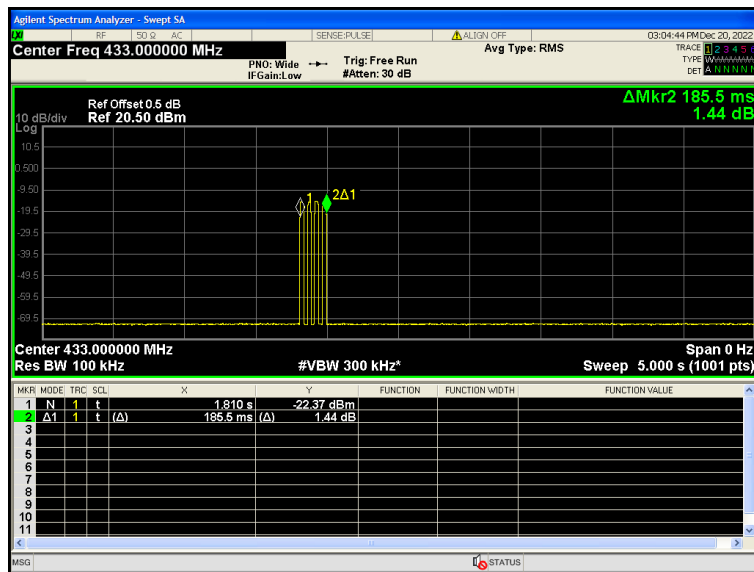 Agilent Spectrum Analyzer - Swept SA
LXI RF 50 Ω AC SENSE:PULSE ALIGN OFF 03:04:44 PM Dec 20, 2022
Center Freq 433.000000 MHz Avg Type: RMS TRACE 1 2 3 4 5 6
PNO: Wide Trig: Free Run TYPE
IFGain:Low #Atten: 30 dB DET A N N N N N
ΔMkr2 185.5 ms
Ref Offset 0.5 dB
10 dB/div Ref 20.50 dBm 1.44 dB
Log
10.5
0.500
-9.50
1 2Δ1
-19.5
-29.5
-39.5
-49.5
-59.5
-69.5
Center 433.000000 MHz Span 0 Hz
Res BW 100 kHz #VBW 300 kHz* Sweep 5.000 s (1001 pts)
MKR MODE TRC SCL X Y FUNCTION FUNCTION WIDTH FUNCTION VALUE
1 N 1 t 1.810 s -22.37 dBm
2 Δ1 1 t (Δ) 185.5 ms (Δ) 1.44 dB
3
4
5
6
7
8
9
10
11
MSG STATUS